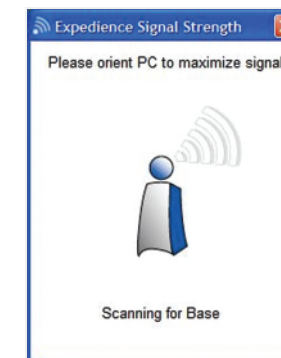 Expedience Signal Strength
Please orient PC to maximize signal
Scanning for Base